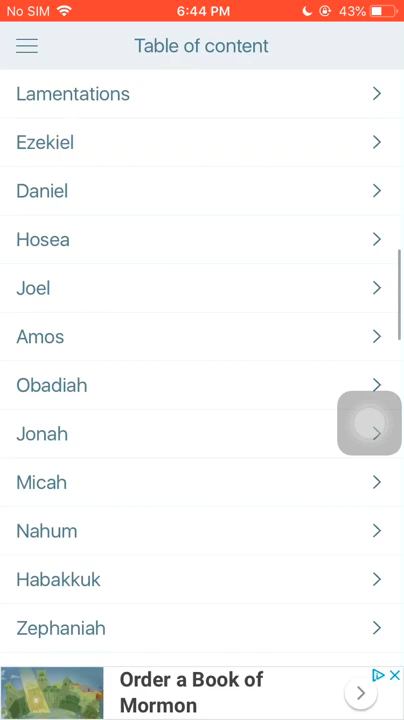 No SIM 6:44 PM 43%
Table of content
Lamentations
Ezekiel
Daniel
Hosea
Joel
Amos
Obadiah
Jonah
Micah
Nahum
Habakkuk
Zephaniah
Order a Book of
Mormon